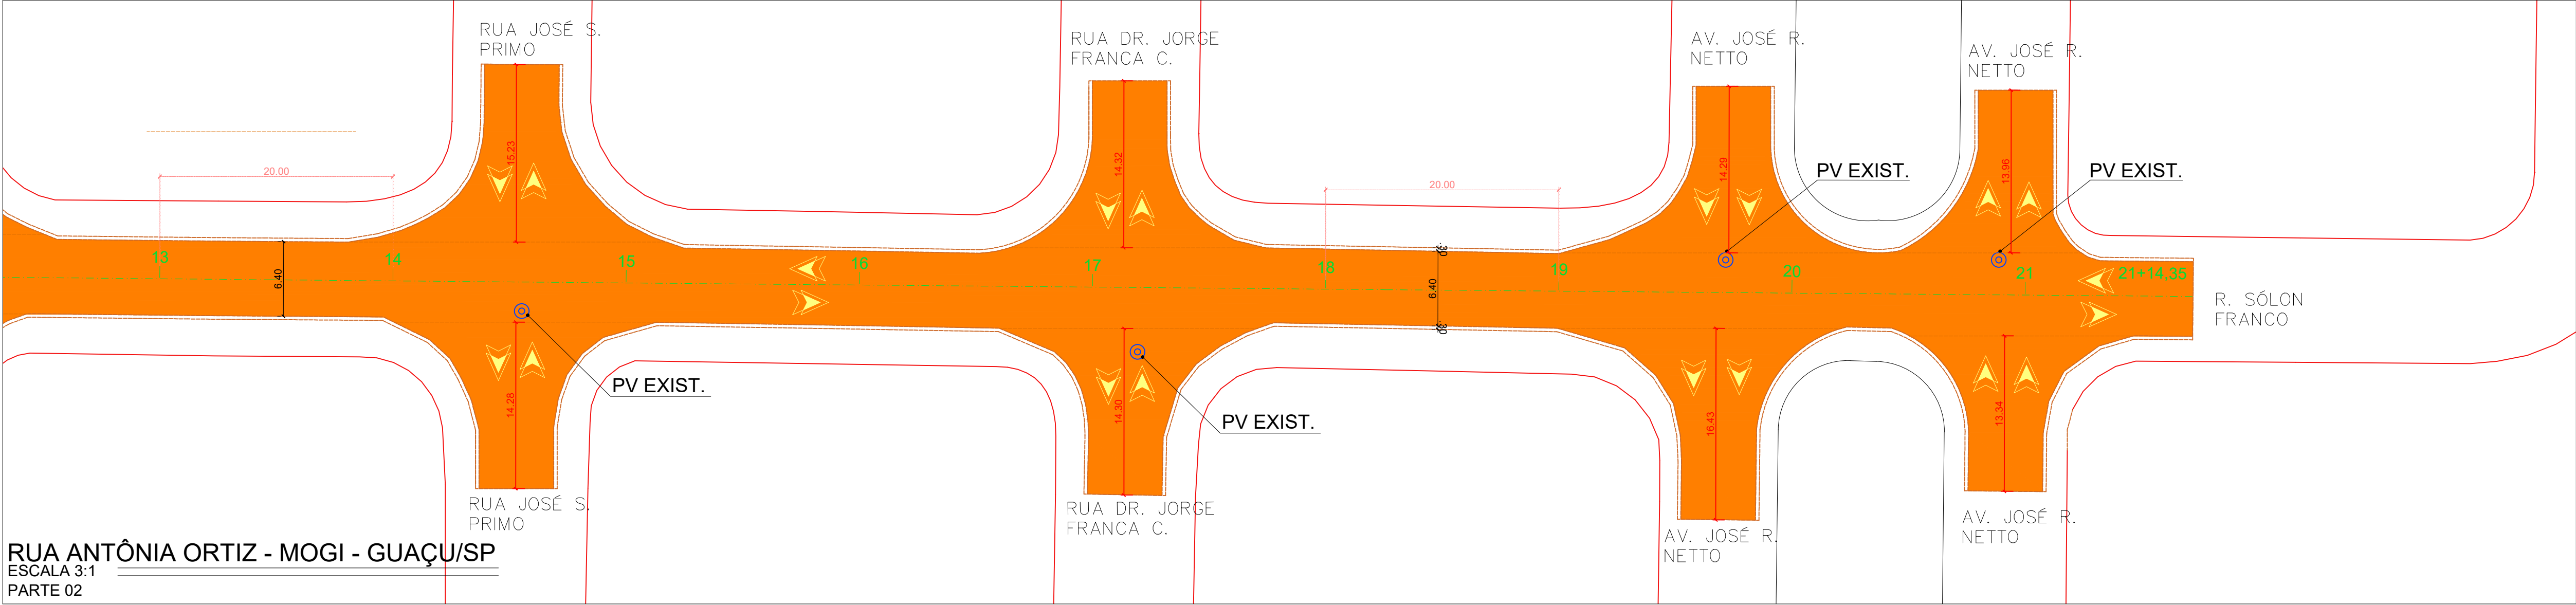 RUA JOSÉ S.
PRIMO
RUA DR. JORGE
FRANCA C.
AV. JOSÉ R.
NETTO
AV. JOSÉ R.
NETTO
15.23
14.32
14.29
13.96
PV EXIST.
PV EXIST.
20.00
20.00
13
14
15
16
17
18
19
20
21
21+14.35
6.40
.30
6.40
.30
R. SÓLON
FRANCO
PV EXIST.
PV EXIST.
14.28
14.30
16.43
13.34
RUA JOSÉ S.
PRIMO
RUA DR. JORGE
FRANCA C.
AV. JOSÉ R.
NETTO
AV. JOSÉ R.
NETTO
RUA ANTÔNIA ORTIZ - MOGI - GUAÇU/SP
ESCALA 3:1
PARTE 02